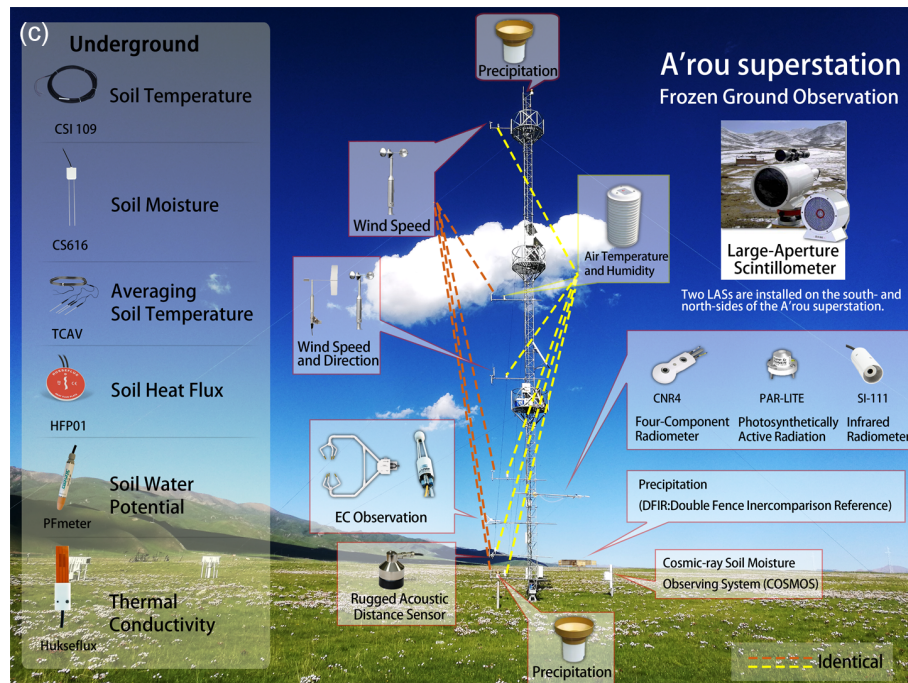 (c)
Underground
Soil Temperature
CSI 109
Soil Moisture
CS616
Averaging
Soil Temperature
TCAV
Soil Heat Flux
HFP01
Soil Water
Potential
PFmeter
Thermal
Conductivity
Hukseflux
Precipitation
Wind Speed
Air Temperature
and Humidity
Wind Speed
and Direction
EC Observation
Rugged Acoustic
Distance Sensor
Precipitation
A'rou superstation
Frozen Ground Observation
Large-Aperture
Scintillometer
Two LASs are installed on the south- and
north-sides of the A'rou superstation.
CNR4
Four-Component
Radiometer
PAR-LITE
Photosynthetically
Active Radiation
SI-111
Infrared
Radiometer
Precipitation
(DFIR:Double Fence Inercomparison Reference)
Cosmic-ray Soil Moisture
Observing System (COSMOS)
Identical